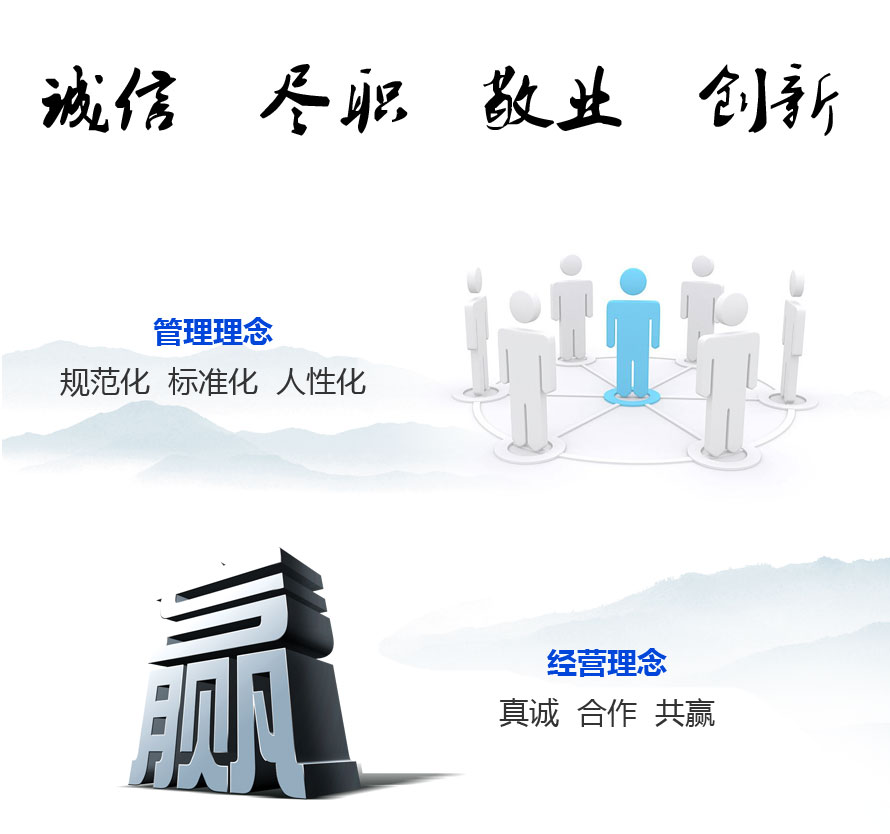 诚信 尽职 敬业 创新
管理理念
规范化 标准化 人性化
赢
经营理念
真诚 合作 共赢